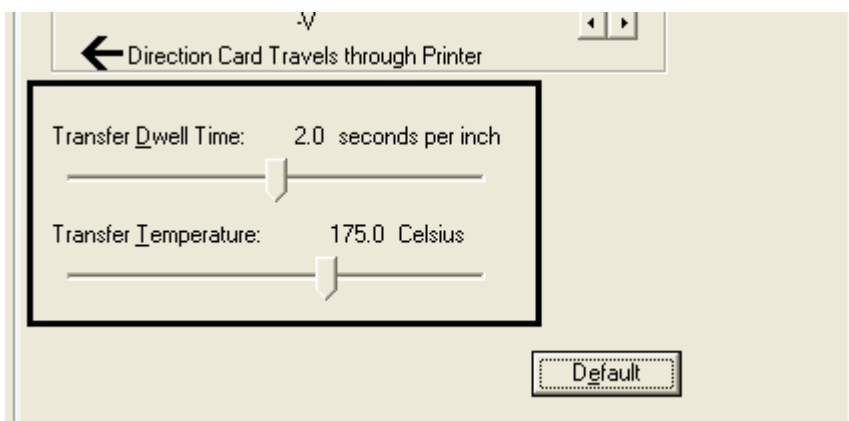 -V
Direction Card Travels through Printer
Transfer Dwell Time: 2.0 seconds per inch
Transfer Temperature: 175.0 Celsius
Default